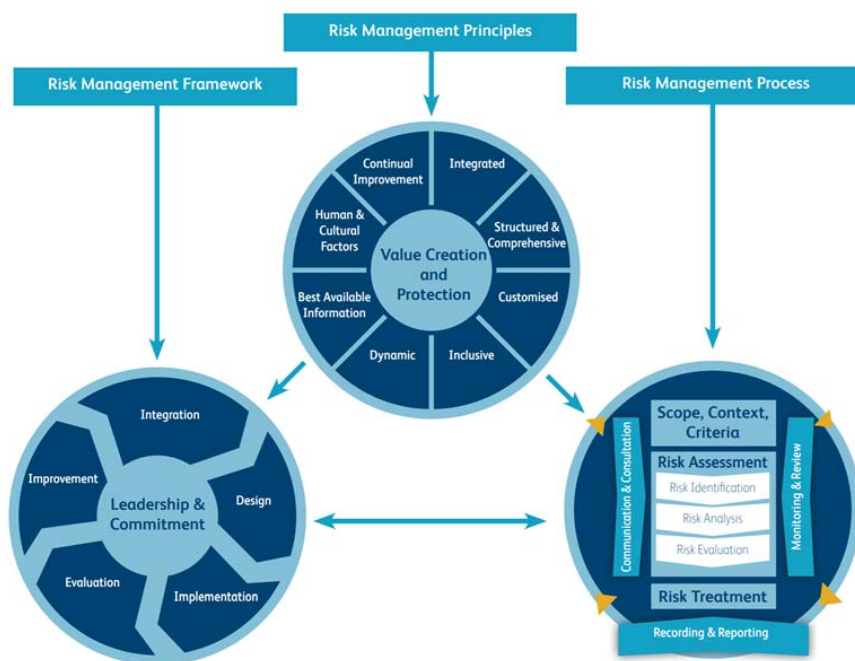 Risk Management Principles
Risk Management Framework
Risk Management Process
Continual
Improvement
Integrated
Human &
Cultural
Factors
Structured &
Comprehensive
Value Creation
and
Protection
Best Available
Information
Customised
Dynamic
Inclusive
Integration
Improvement
Design
Leadership &
Commitment
Evaluation
Implementation
Scope, Context,
Criteria
Communication & Consultation
Risk Assessment
Risk Identification
Risk Analysis
Risk Evaluation
Monitoring & Review
Risk Treatment
Recording & Reporting